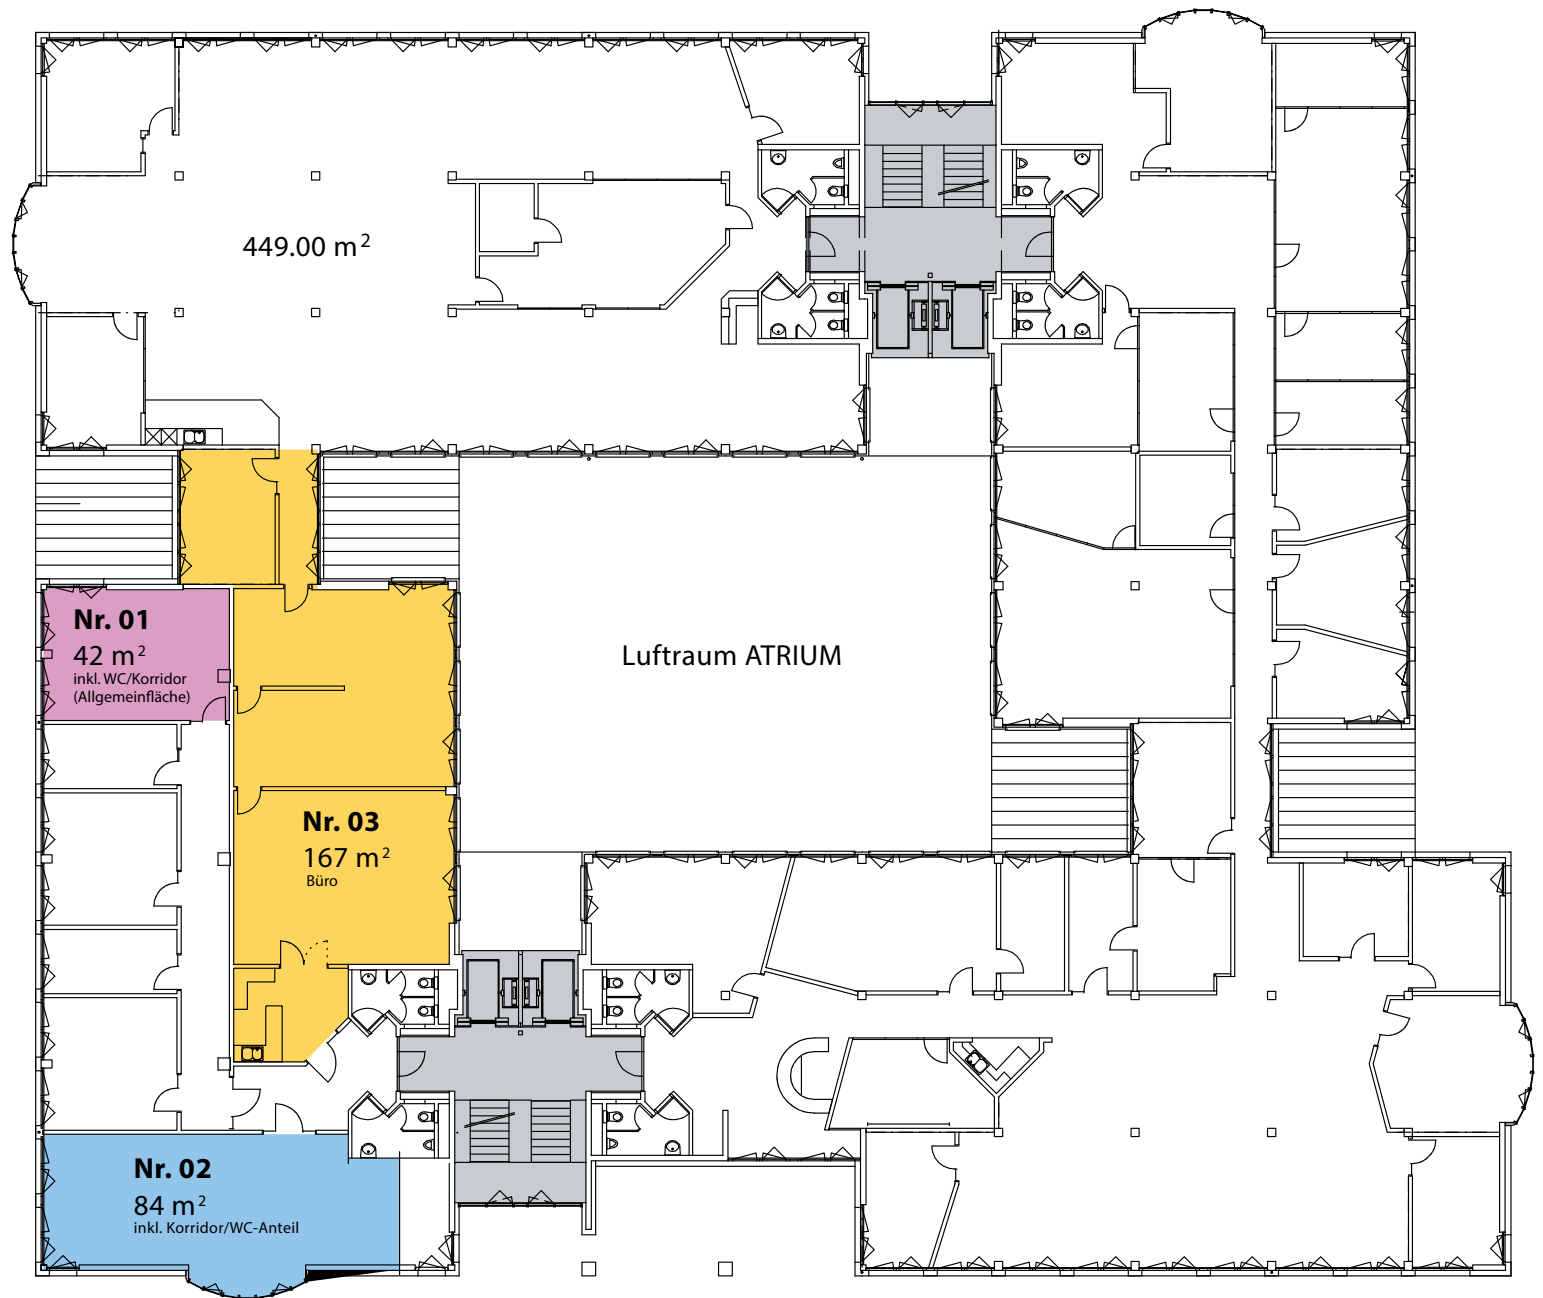 449.00 m²
Nr. 01
42 m²
inkl. WC/Korridor
(Allgemeinfläche)
Luftraum ATRIUM
Nr. 03
167 m²
Büro
Nr. 02
84 m²
inkl. Korridor/WC-Anteil